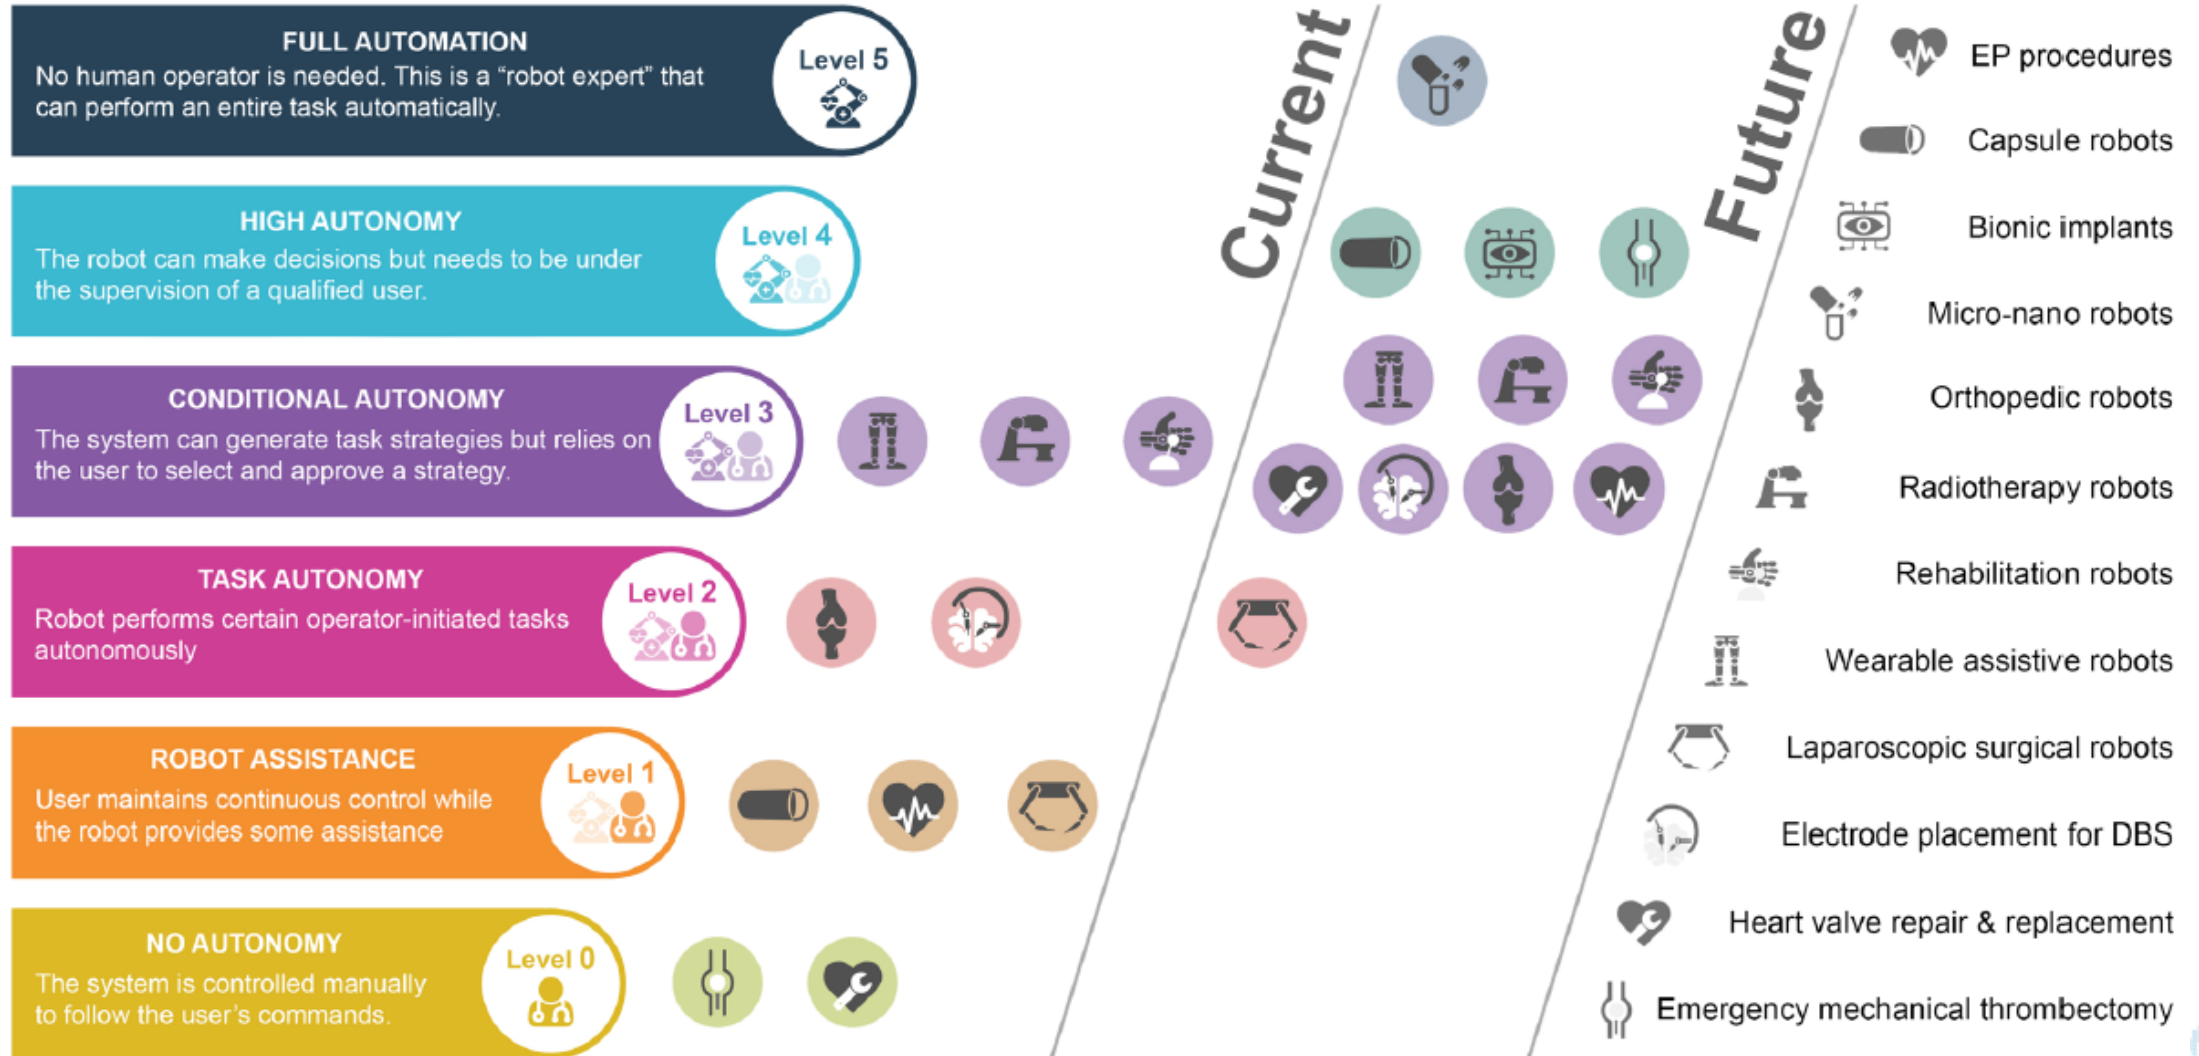 FULL AUTOMATION
No human operator is needed. This is a “robot expert” that
can perform an entire task automatically.
Level 5
HIGH AUTONOMY
The robot can make decisions but needs to be under
the supervision of a qualified user.
Level 4
CONDITIONAL AUTONOMY
The system can generate task strategies but relies on
the user to select and approve a strategy.
Level 3
TASK AUTONOMY
Robot performs certain operator-initiated tasks
autonomously
Level 2
ROBOT ASSISTANCE
User maintains continuous control while
the robot provides some assistance
Level 1
NO AUTONOMY
The system is controlled manually
to follow the user’s commands.
Level 0
Current
Future
EP procedures
Capsule robots
Bionic implants
Micro-nano robots
Orthopedic robots
Radiotherapy robots
Rehabilitation robots
Wearable assistive robots
Laparoscopic surgical robots
Electrode placement for DBS
Heart valve repair & replacement
Emergency mechanical thrombectomy